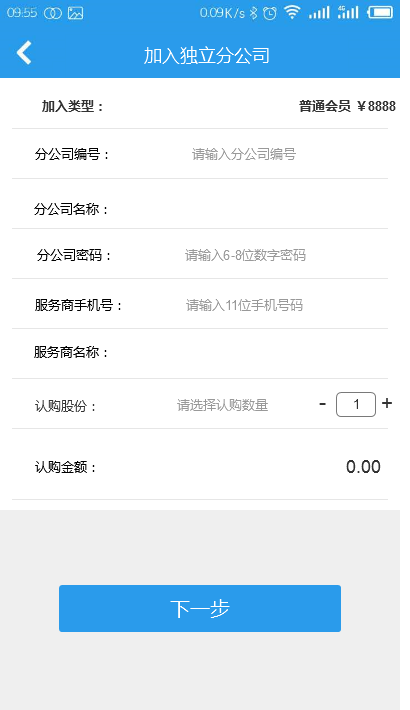 09:55 0.09K/s 4G
加入独立分公司
加入类型： 普通会员 ￥8888
分公司编号： 请输入分公司编号
分公司名称：
分公司密码： 请输入6-8位数字密码
服务商手机号： 请输入11位手机号码
服务商名称：
认购股份： 请选择认购数量 - 1 +
认购金额： 0.00
下一步